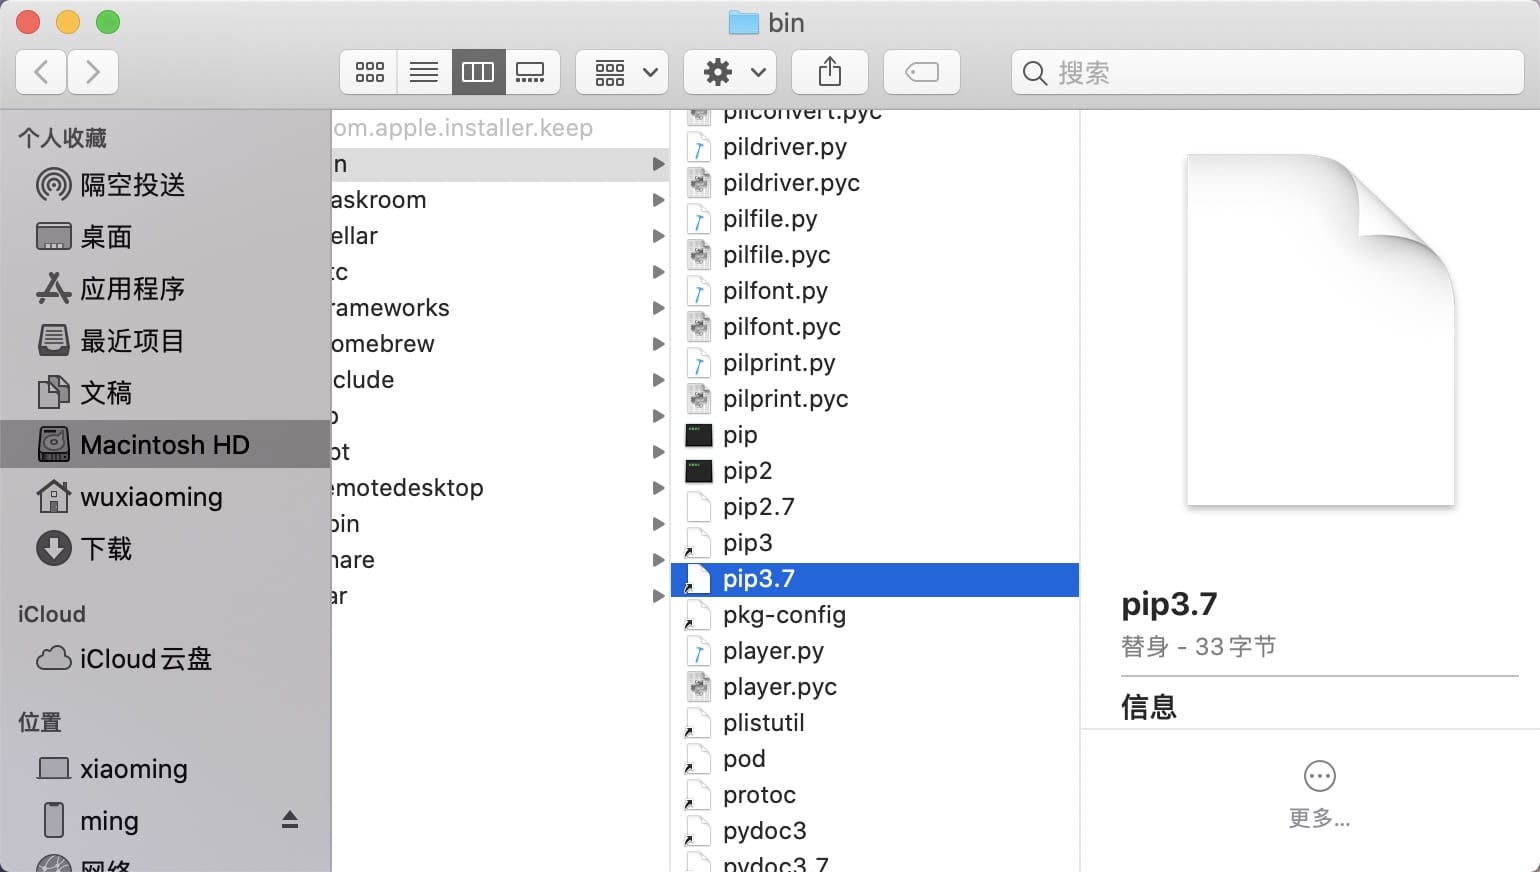 bin
搜索
个人收藏
隔空投送
桌面
应用程序
最近项目
文稿
Macintosh HD
wuxiaoming
下载
iCloud
iCloud云盘
位置
xiaoming
ming
网络
om.apple.installer.keep
n
askroom
ellar
tc
rameworks
omebrew
clude
pt
emotedesktop
bin
hare
ar
pilconvert.pyc
pildriver.py
pildriver.pyc
pilfile.py
pilfile.pyc
pilfont.py
pilfont.pyc
pilprint.py
pilprint.pyc
pip
pip2
pip2.7
pip3
pip3.7
pkg-config
player.py
player.pyc
plistutil
pod
protoc
pydoc3
pydoc3.7
pip3.7
替身 - 33 字节
信息
更多...